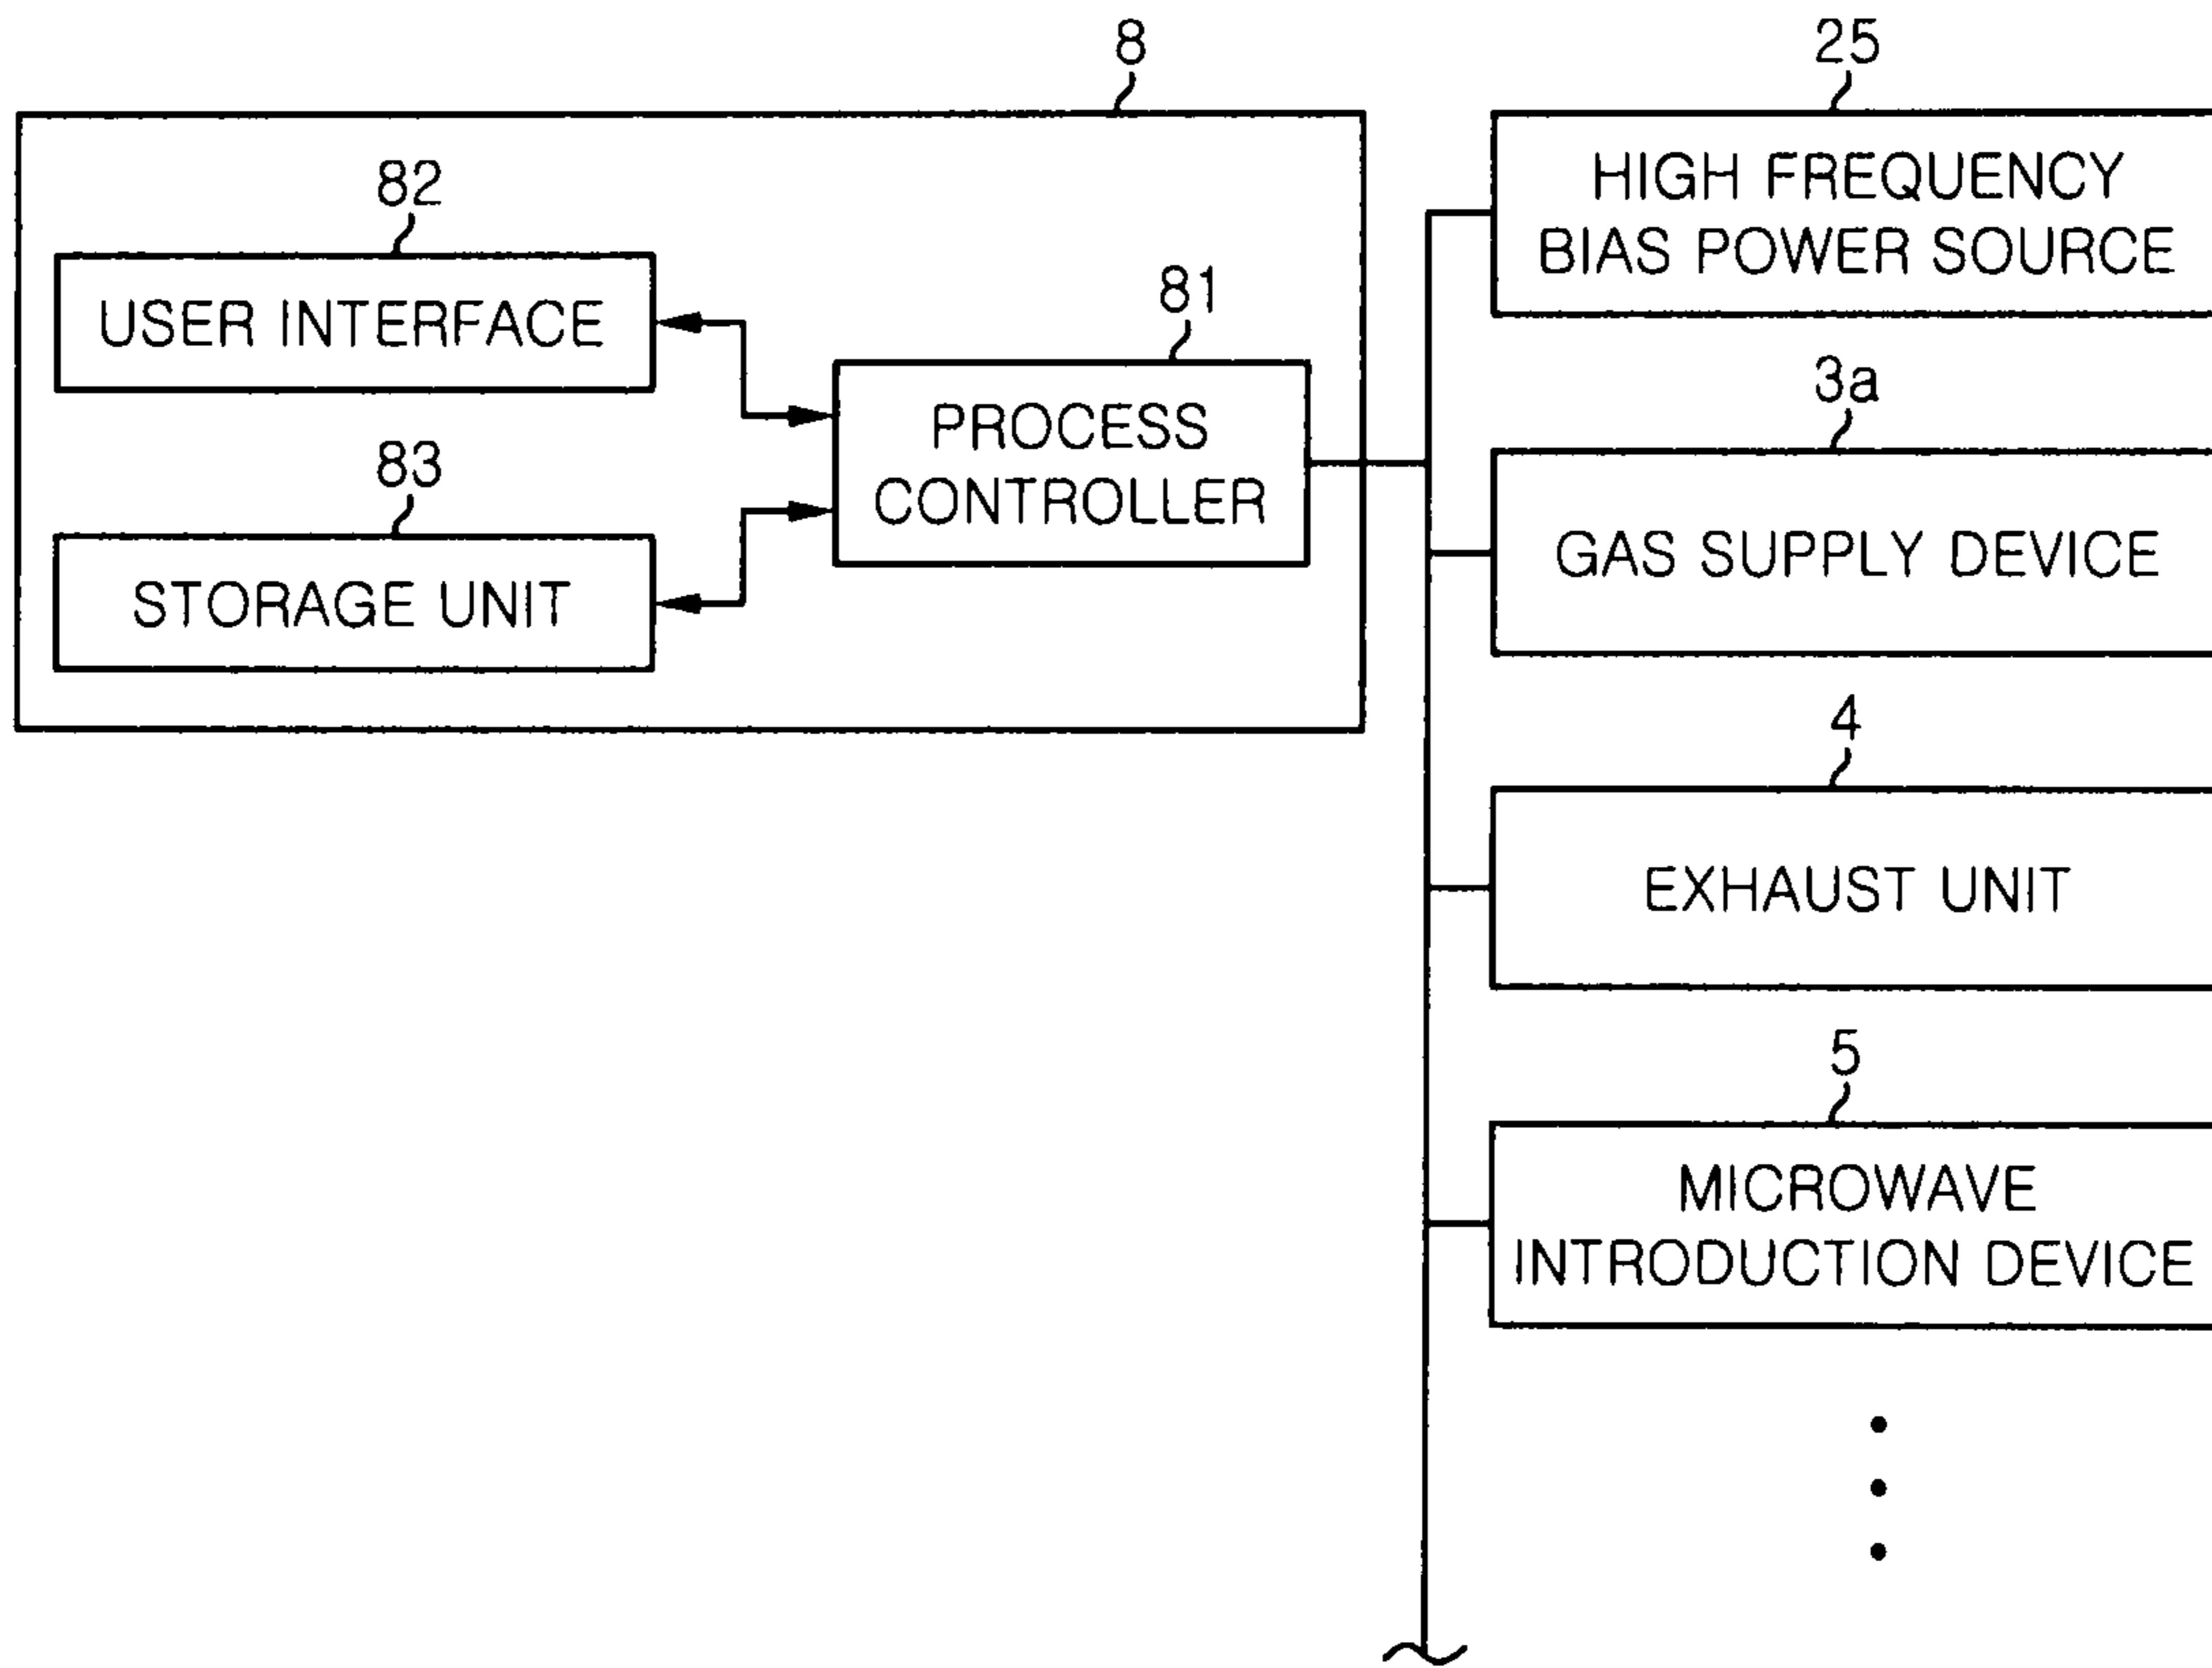 8
82
USER INTERFACE
81
PROCESS
CONTROLLER
83
STORAGE UNIT
25
HIGH FREQUENCY
BIAS POWER SOURCE
3a
GAS SUPPLY DEVICE
4
EXHAUST UNIT
5
MICROWAVE
INTRODUCTION DEVICE